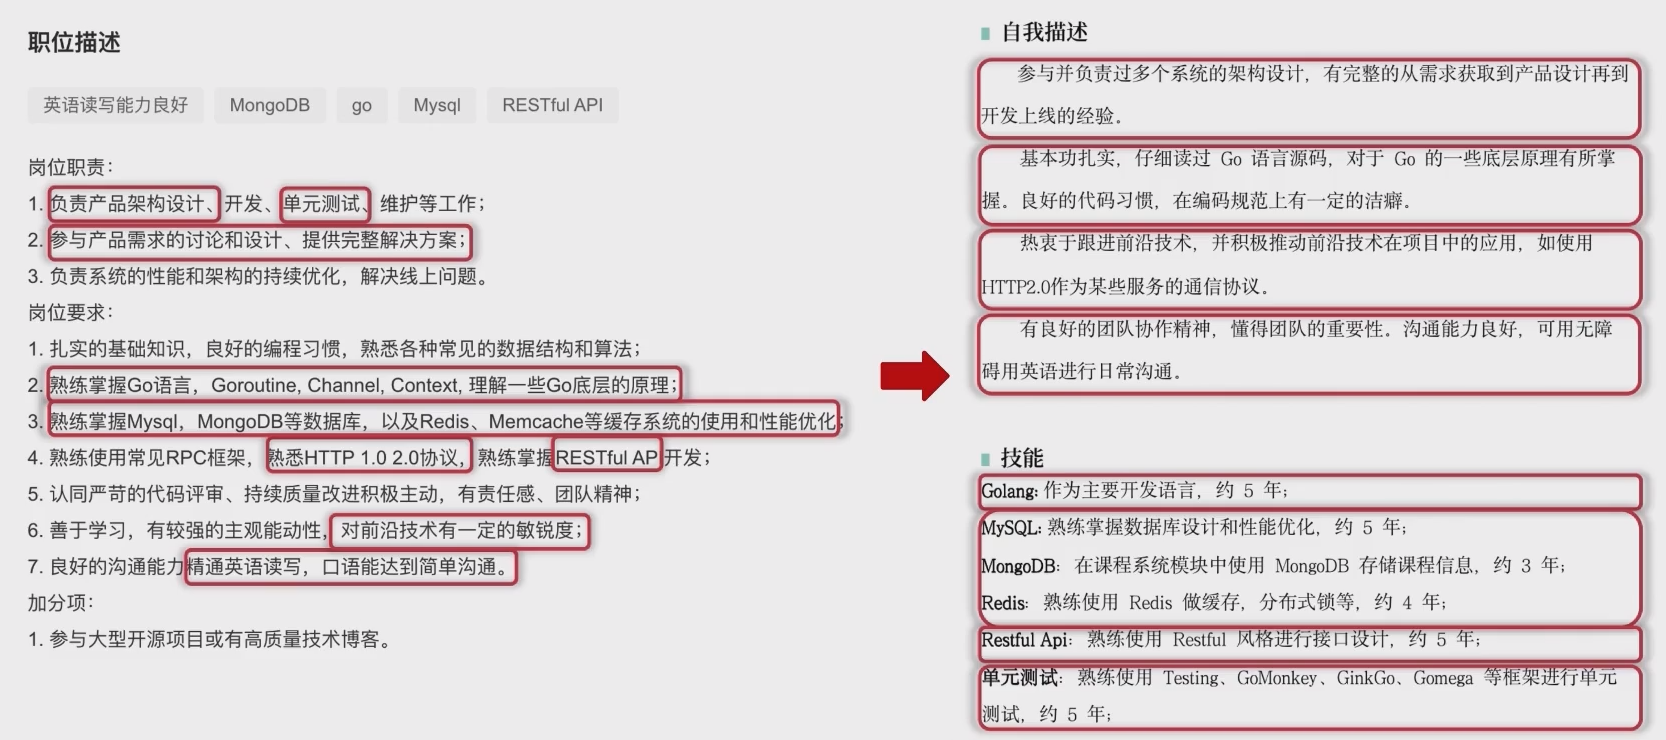 职位描述
英语读写能力良好 MongoDB go Mysql RESTful API
岗位职责：
1. 负责产品架构设计、开发、单元测试、维护等工作；
2. 参与产品需求的讨论和设计、提供完整解决方案；
3. 负责系统的性能和架构的持续优化，解决线上问题。
岗位要求：
1. 扎实的基础知识，良好的编程习惯，熟悉各种常见的数据结构和算法；
2. 熟练掌握Go语言，Goroutine, Channel, Context, 理解一些Go底层的原理；
3. 熟练掌握Mysql，MongoDB等数据库，以及Redis、Memcache等缓存系统的使用和性能优化；
4. 熟练使用常见RPC框架，熟悉HTTP 1.0 2.0协议，熟练掌握RESTful AP开发；
5. 认同严苛的代码评审、持续质量改进积极主动，有责任感、团队精神；
6. 善于学习，有较强的主观能动性，对前沿技术有一定的敏锐度；
7. 良好的沟通能力精通英语读写，口语能达到简单沟通。
加分项：
1. 参与大型开源项目或有高质量技术博客。
自我描述
参与并负责过多个系统的架构设计，有完整的从需求获取到产品设计再到
开发上线的经验。
基本功扎实，仔细读过 Go 语言源码，对于 Go 的一些底层原理有所掌
握。良好的代码习惯，在编码规范上有一定的洁癖。
热衷于跟进前沿技术，并积极推动前沿技术在项目中的应用，如使用
HTTP2.0作为某些服务的通信协议。
有良好的团队协作精神，懂得团队的重要性。沟通能力良好，可用无障
碍用英语进行日常沟通。
技能
Golang: 作为主要开发语言，约 5 年；
MySQL: 熟练掌握数据库设计和性能优化，约 5 年；
MongoDB: 在课程系统模块中使用 MongoDB 存储课程信息，约 3 年；
Redis: 熟练使用 Redis 做缓存，分布式锁等，约 4 年；
Restful Api: 熟练使用 Restful 风格进行接口设计，约 5 年；
单元测试: 熟练使用 Testing、GoMonkey、GinkGo、Gomega 等框架进行单元
测试，约 5 年；